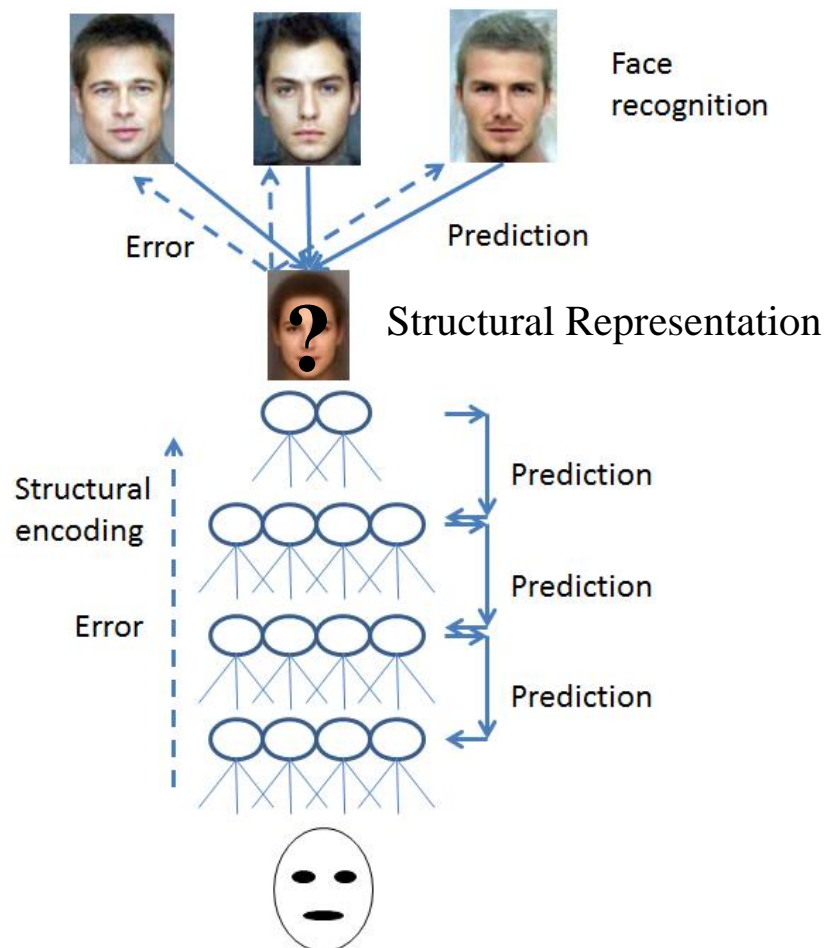 Face
recognition
Error
Prediction
?
Structural Representation
Prediction
Structural
encoding
Prediction
Error
Prediction